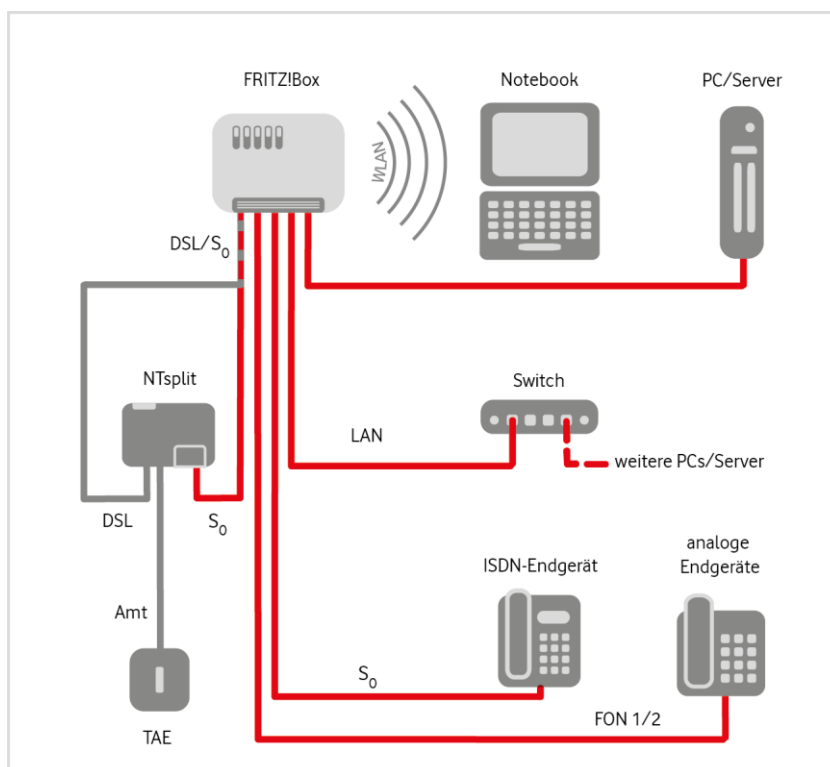 FRITZ!Box
Notebook
PC/Server
WLAN
DSL/S0
NTsplit
Switch
LAN
weitere PCs/Server
DSL
S0
ISDN-Endgerät
analoge
Endgeräte
Amt
S0
FON 1/2
TAE